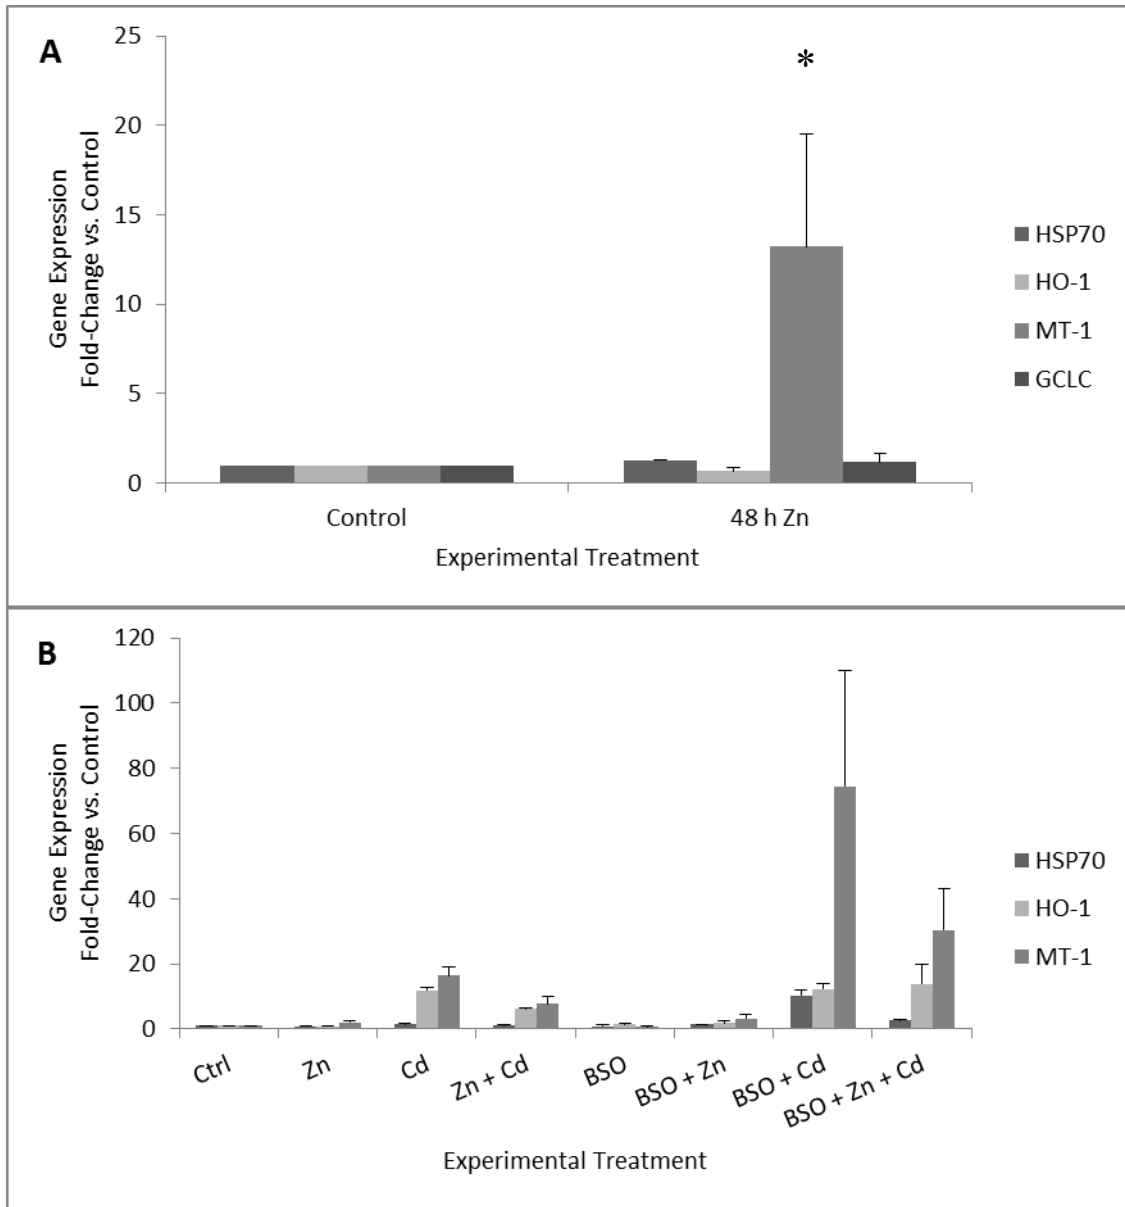 A
25
20
15
10
5
0
Gene Expression
Fold-Change vs. Control
*
Control
48 h Zn
Experimental Treatment
HSP70
HO-1
MT-1
GCLC
B
120
100
80
60
40
20
0
Gene Expression
Fold-Change vs. Control
Ctrl
Zn
Cd
Zn + Cd
BSO
BSO + Zn
BSO + Cd
BSO + Zn + Cd
Experimental Treatment
HSP70
HO-1
MT-1